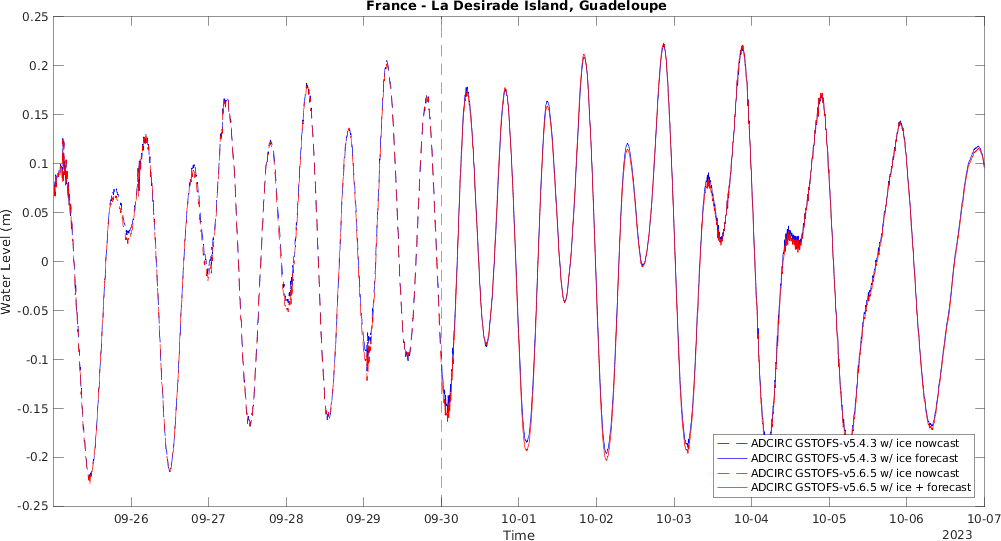 France - La Desirade Island, Guadeloupe
0.25
0.2
0.15
0.1
0.05
0
-0.05
-0.1
-0.15
-0.2
-0.25
Water Level (m)
09-26 09-27 09-28 09-29 09-30 10-01 10-02 10-03 10-04 10-05 10-06 10-07
2023
Time
ADCIRC GSTOFS-v5.4.3 w/ ice nowcast
ADCIRC GSTOFS-v5.4.3 w/ ice forecast
ADCIRC GSTOFS-v5.6.5 w/ ice nowcast
ADCIRC GSTOFS-v5.6.5 w/ ice + forecast